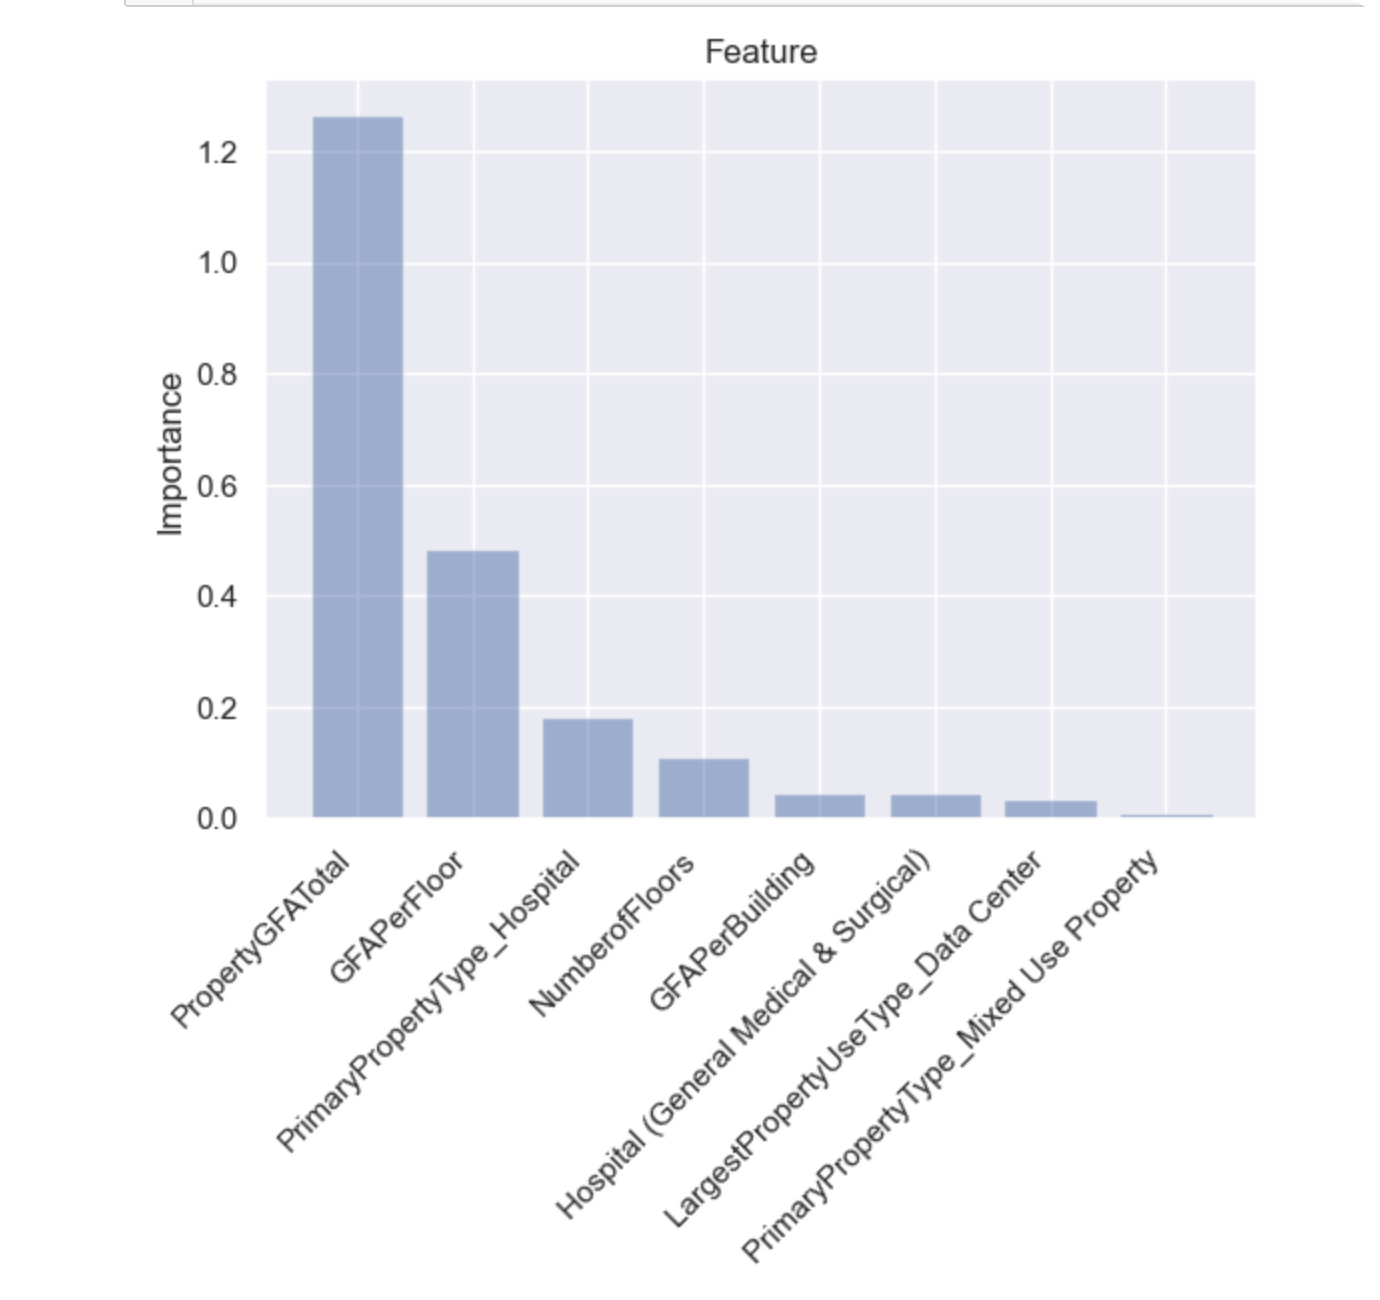 Feature
Importance
1.2
1.0
0.8
0.6
0.4
0.2
0.0
PropertyGFATotal
GFAPerFloor
PrimaryPropertyType_Hospital
NumberofFloors
GFAPerBuilding
Hospital (General Medical & Surgical)
LargestPropertyUseType_Data Center
PrimaryPropertyType_Mixed Use Property